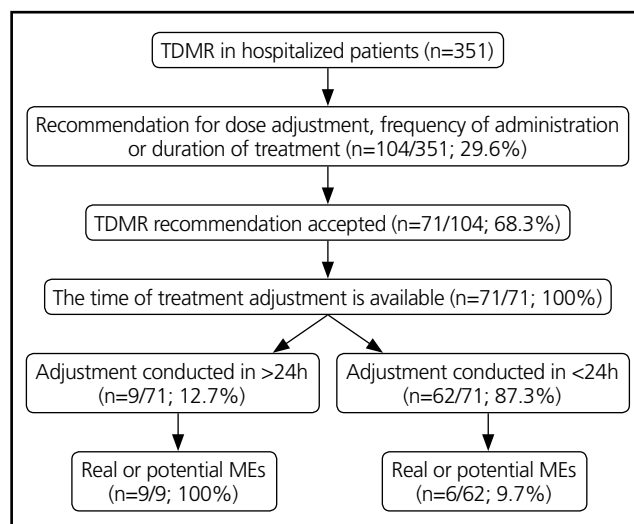 TDMR in hospitalized patients (n=351)
Recommendation for dose adjustment, frequency of administration
or duration of treatment (n=104/351; 29.6%)
TDMR recommendation accepted (n=71/104; 68.3%)
The time of treatment adjustment is available (n=71/71; 100%)
Adjustment conducted in >24h
(n=9/71; 12.7%)
Adjustment conducted in <24h
(n=62/71; 87.3%)
Real or potential MEs
(n=9/9; 100%)
Real or potential MEs
(n=6/62; 9.7%)